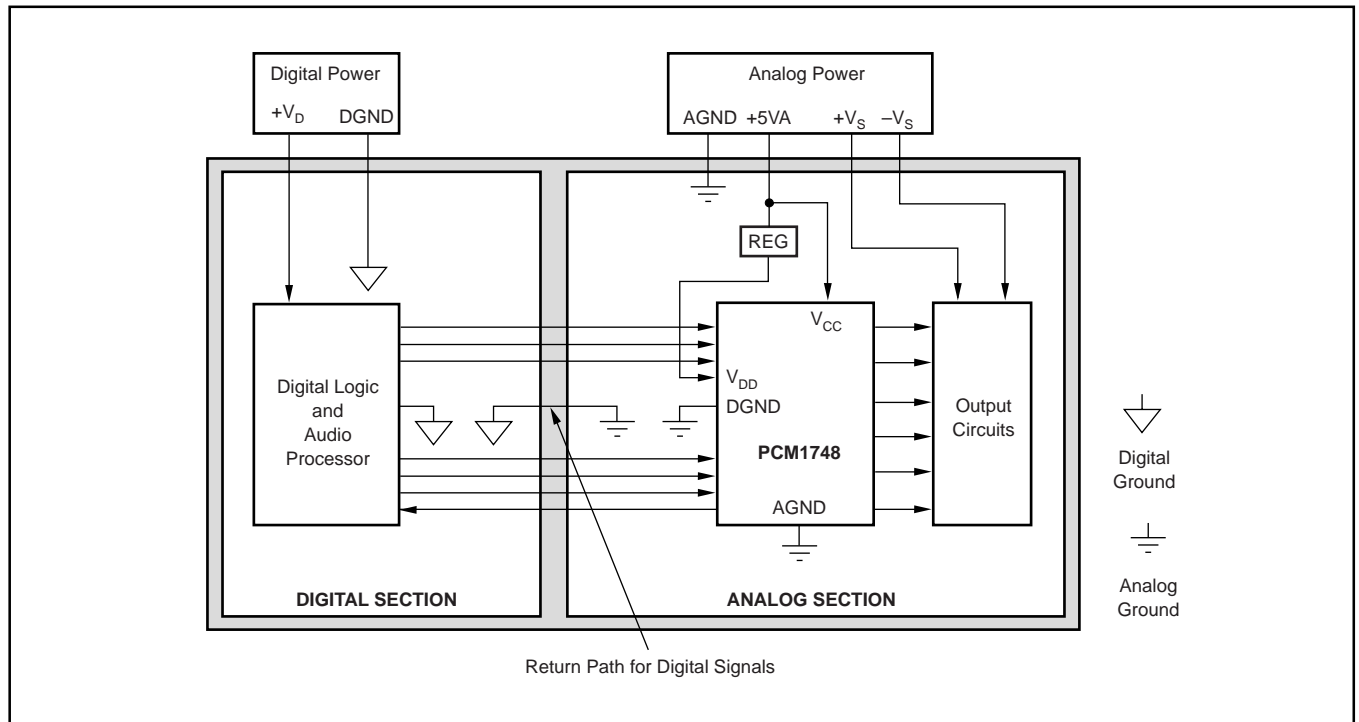 Digital Power
+VD DGND
Analog Power
AGND +5VA +VS –VS
REG
VCC
VDD
DGND
PCM1748
AGND
Digital Logic
and
Audio
Processor
Output
Circuits
Digital
Ground
Analog
Ground
DIGITAL SECTION
ANALOG SECTION
Return Path for Digital Signals